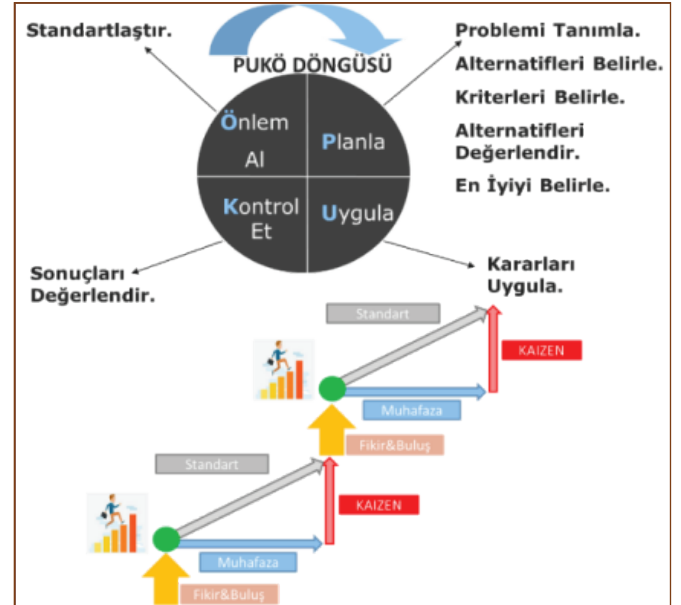 Standartlaştır.
PUKÖ DÖNGÜSÜ
Problemi Tanımla.
Alternatifleri Belirle.
Kriterleri Belirle.
Alternatifleri
Değerlendir.
En İyiyi Belirle.
Önlem
Al
Planla
Kontrol
Et
Uygula
Sonuçları
Değerlendir.
Kararları
Uygula.
Standart
KAIZEN
Muhafaza
Fikir&Buluş
Standart
KAIZEN
Muhafaza
Fikir&Buluş